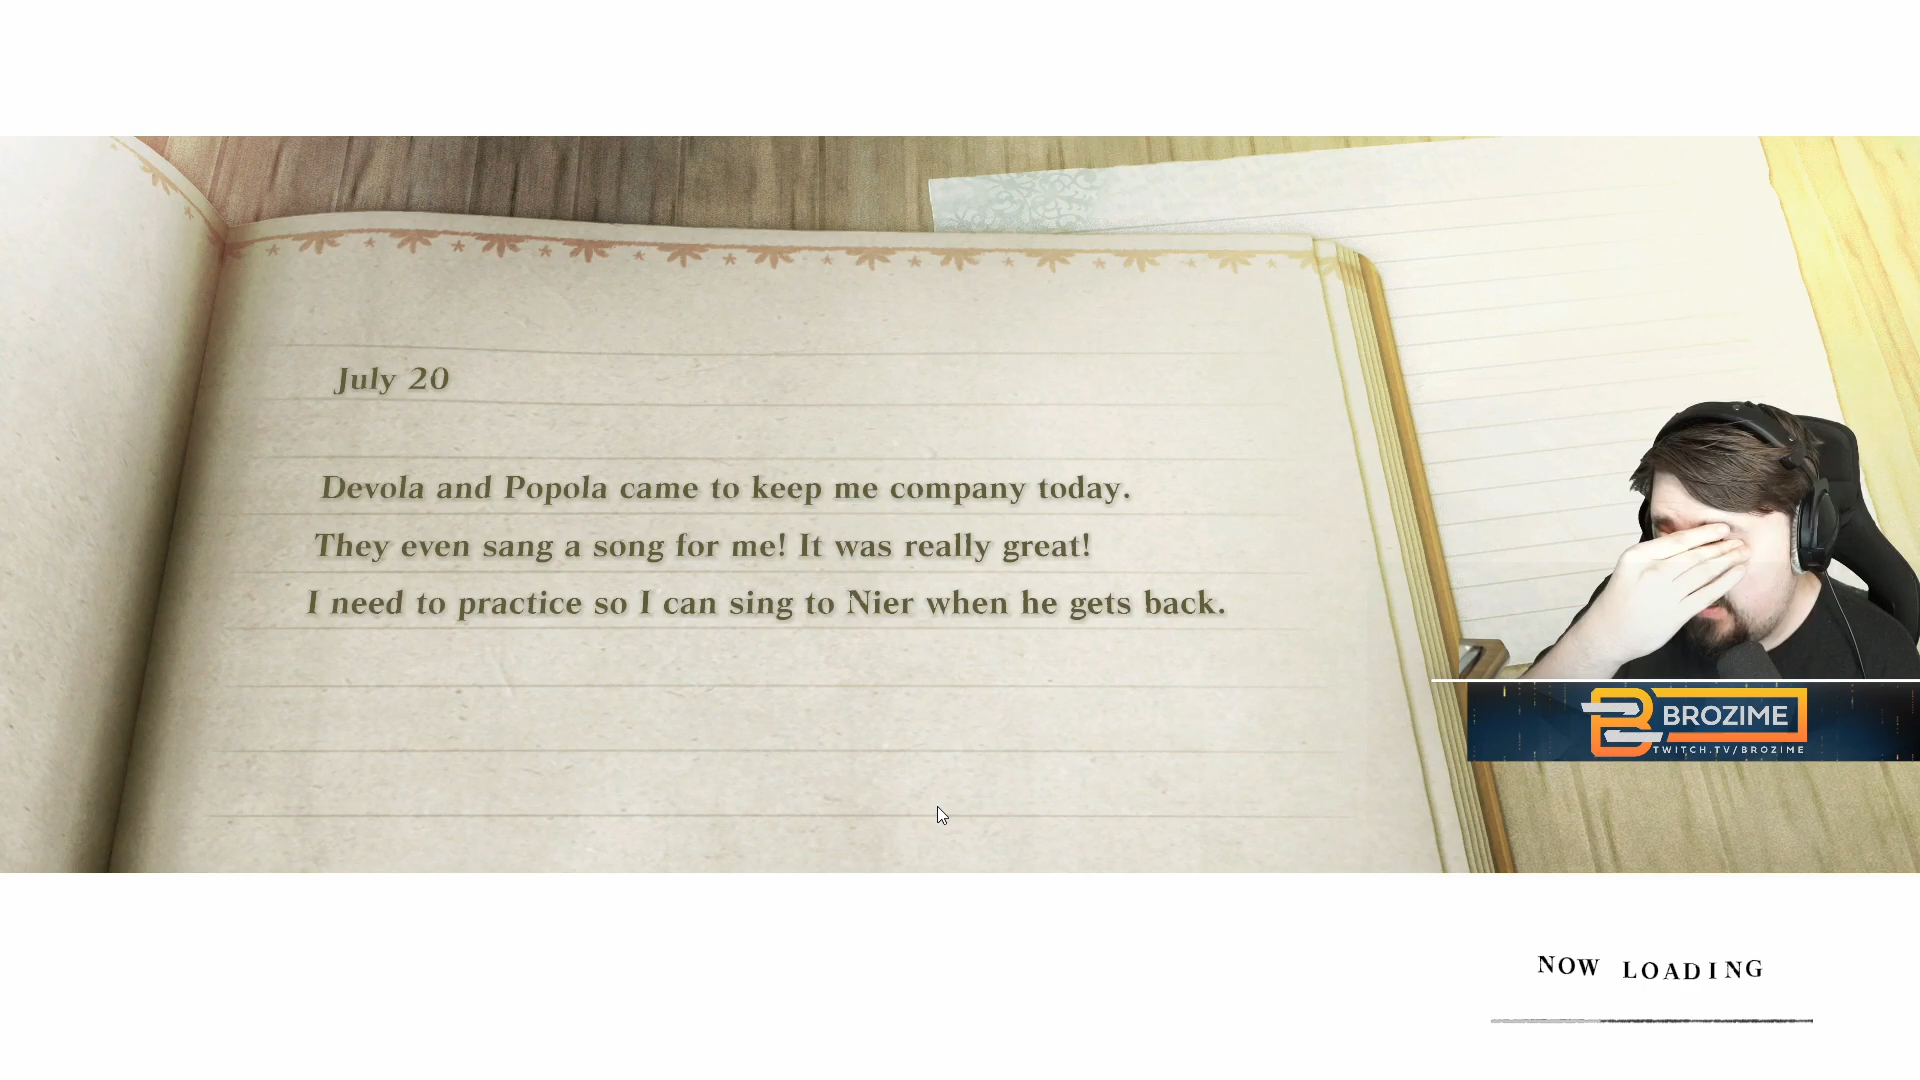 July 20
Devola and Popola came to keep me company today.
They even sang a song for me! It was really great!
I need to practice so I can sing to Nier when he gets back.
B BROZIME
TWITCH.TV/BROZIME
NOW LOADING